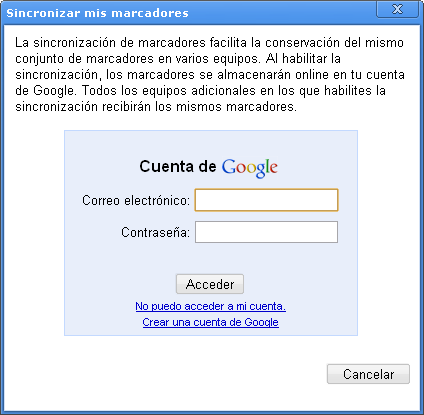 Sincronizar mis marcadores
La sincronización de marcadores facilita la conservación del mismo
conjunto de marcadores en varios equipos. Al habilitar la
sincronización, los marcadores se almacenarán online en tu cuenta
de Google. Todos los equipos adicionales en los que habilites la
sincronización recibirán los mismos marcadores.
Cuenta de Google
Correo electrónico:
Contraseña:
Acceder
No puedo acceder a mi cuenta.
Crear una cuenta de Google
Cancelar